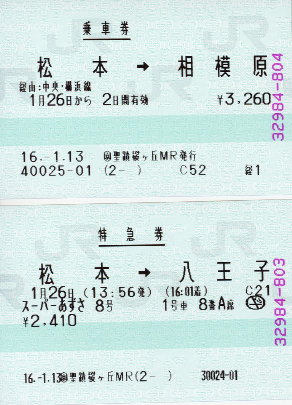 乗車券
松本 → 相模原
経由:中央・横浜線
1月26日から 2日間有効 ¥3,260
16.-1.13 聖蹟桜ヶ丘MR発行
40025-01 (2- ) C52
32984-804
特急券
松本 → 八王子
1月26日 (13:56発) (16:01着) C21
スーパーあずさ 8号 1号車 8番A席
¥2,410
16.-1.13 聖蹟桜ヶ丘MR(2- ) 30024-01
32984-803
JR